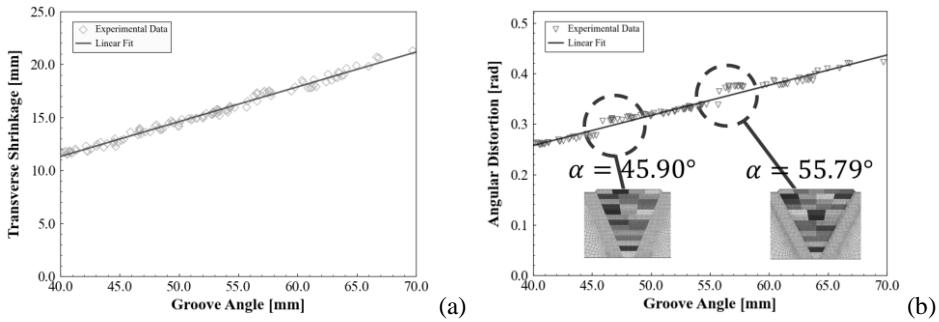 25.0
20.0
15.0
10.0
5.0
0.0
Transverse Shrinkage [mm]
Experimental Data
Linear Fit
40.0 45.0 50.0 55.0 60.0 65.0 70.0
Groove Angle [mm]
(a)
0.5
0.4
0.3
0.2
0.1
0.0
Angular Distortion [rad]
Experimental Data
Linear Fit
α = 45.90°
α = 55.79°
40.0 45.0 50.0 55.0 60.0 65.0 70.0
Groove Angle [mm]
(b)